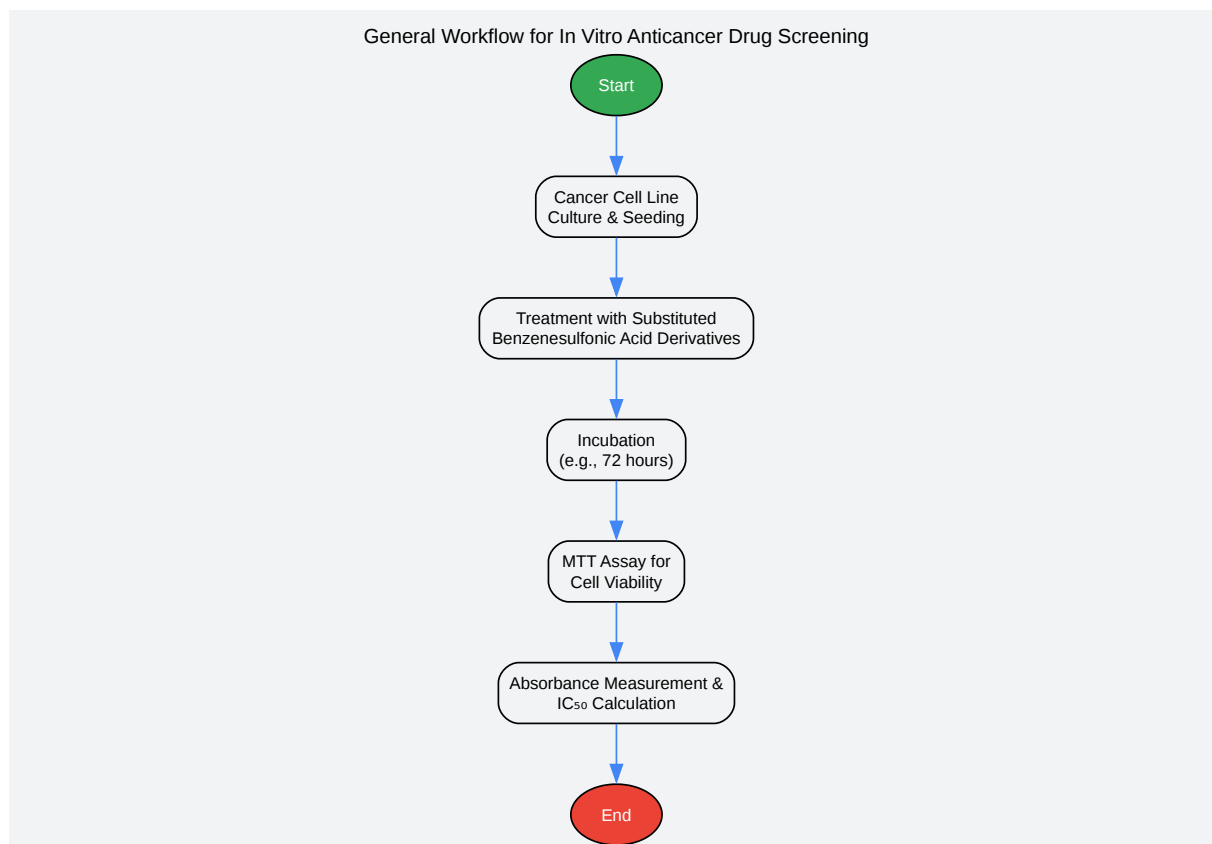 General Workflow for In Vitro Anticancer Drug Screening
Start
Cancer Cell Line
Culture & Seeding
Treatment with Substituted
Benzenesulfonic Acid Derivatives
Incubation
(e.g., 72 hours)
MTT Assay for
Cell Viability
Absorbance Measurement &
IC₅₀ Calculation
End